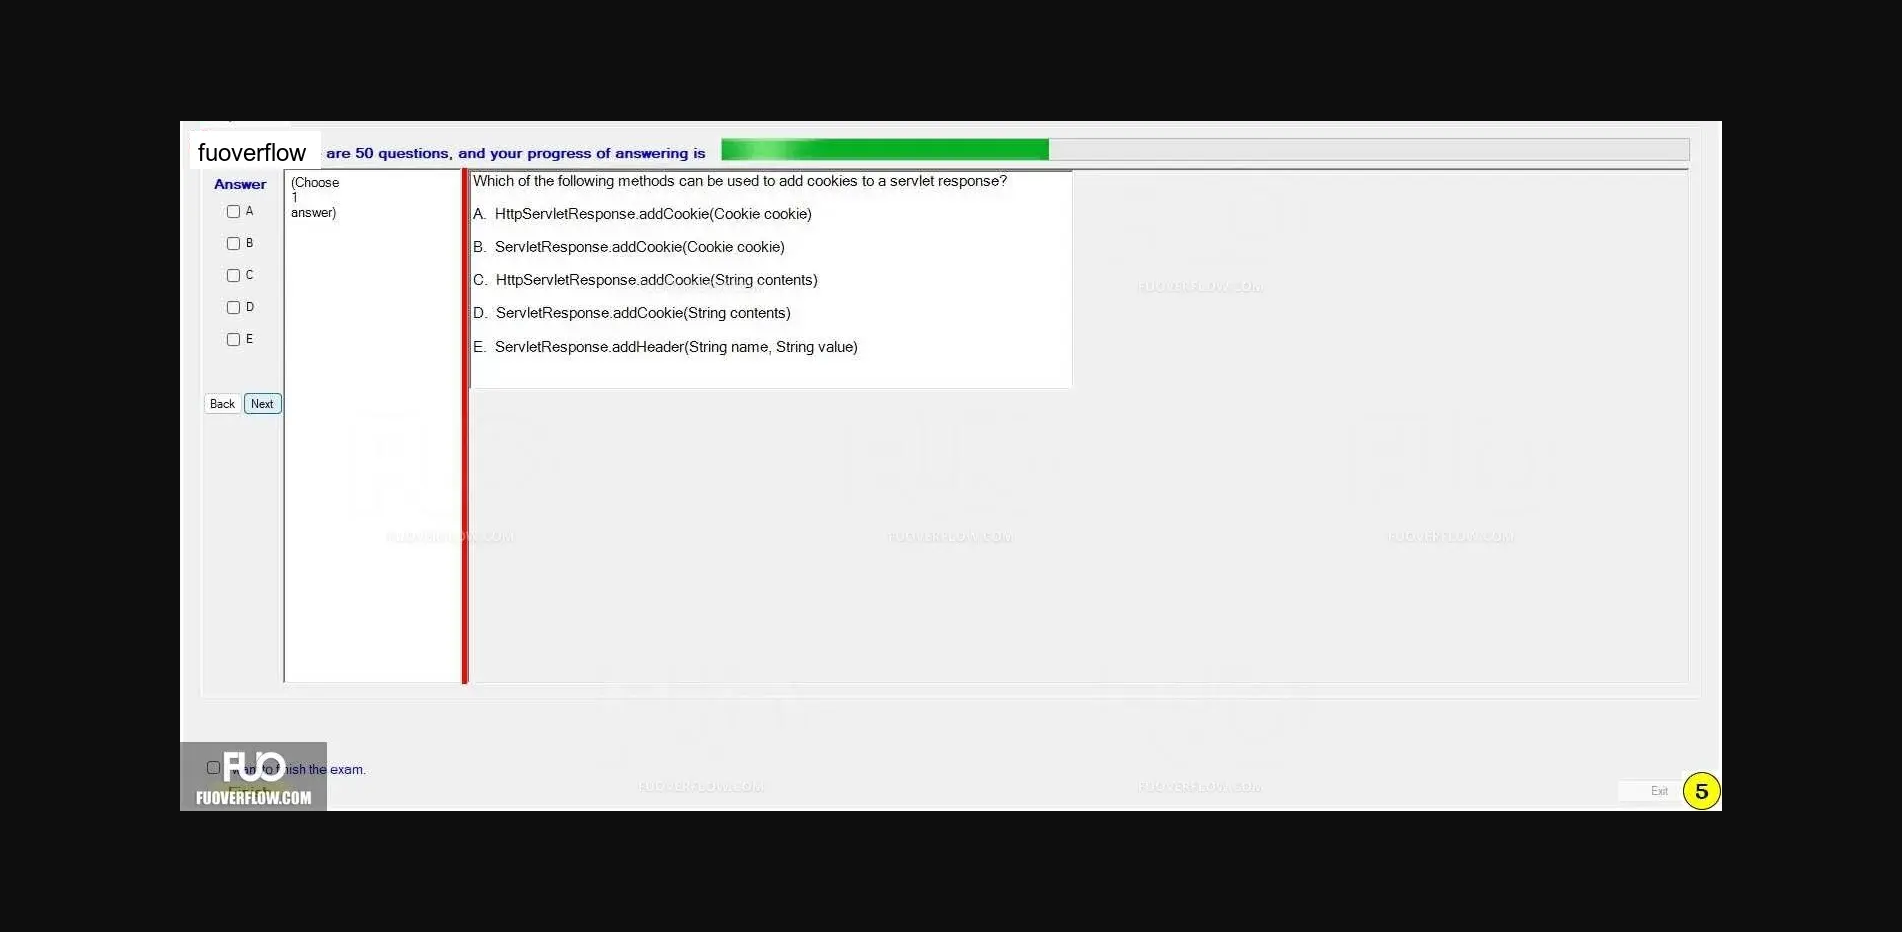 fuoverflow are 50 questions, and your progress of answering is
Answer
(Choose
1
answer)
A
B
C
D
E
Back Next
Which of the following methods can be used to add cookies to a servlet response?
A. HttpServletResponse.addCookie(Cookie cookie)
B. ServletResponse.addCookie(Cookie cookie)
C. HttpServletResponse.addCookie(String contents)
D. ServletResponse.addCookie(String contents)
E. ServletResponse.addHeader(String name, String value)
FUOVERFLOW.COM
FUOVERFLOW.COM
FUOVERFLOW.COM
FUOVERFLOW.COM
FUOVERFLOW.COM
FUOVERFLOW.COM
FUO
want to finish the exam.
Finish
FUOVERFLOW.COM
Exit
5